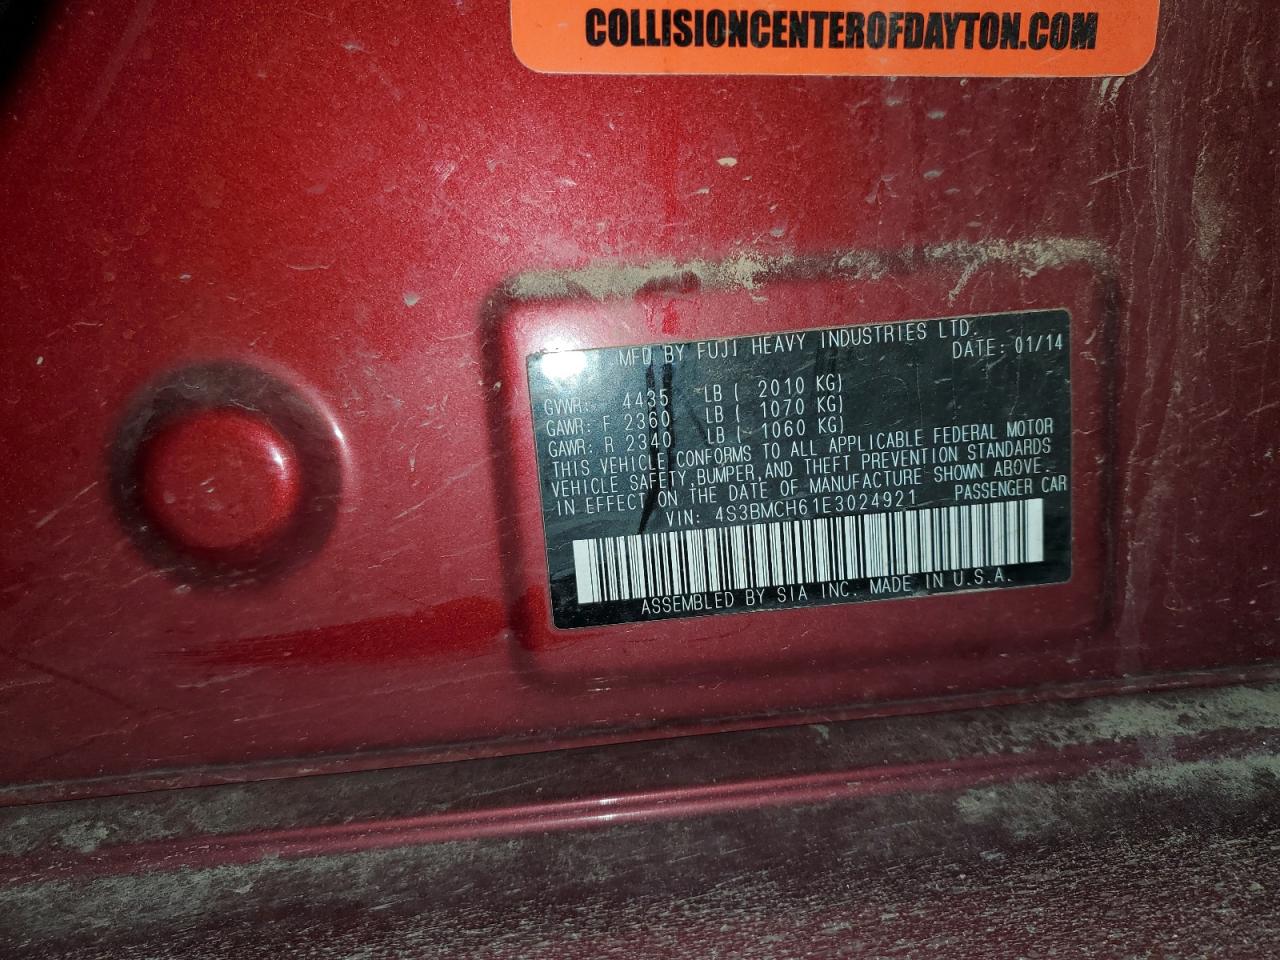 COLLISIONCENTEROFDAYTON.COM
MFD BY FUJI HEAVY INDUSTRIES LTD.
DATE: 01/14
GVWR: 4435 LB ( 2010 KG)
GAWR: F 2360 LB ( 1070 KG)
GAWR: R 2340 LB ( 1060 KG)
THIS VEHICLE CONFORMS TO ALL APPLICABLE FEDERAL MOTOR
VEHICLE SAFETY,BUMPER,AND THEFT PREVENTION STANDARDS
IN EFFECT ON THE DATE OF MANUFACTURE SHOWN ABOVE.
VIN: 4S3BMCH61E3024921 PASSENGER CAR
ASSEMBLED BY SIA INC. MADE IN U.S.A.